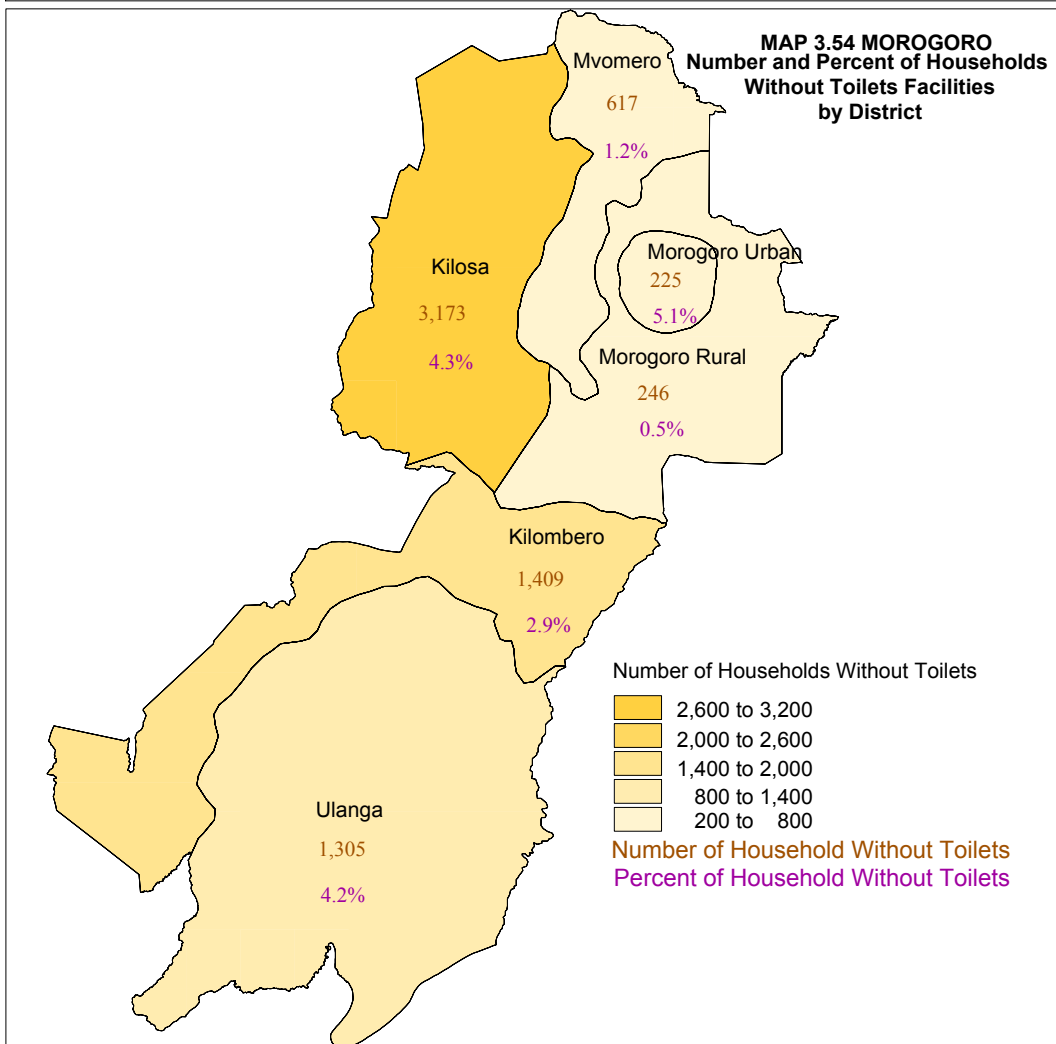 MAP 3.54 MOROGORO
Number and Percent of Households
Without Toilets Facilities
by District
Mvomero
617
1.2%
Morogoro Urban
225
5.1%
Kilosa
3,173
4.3%
Morogoro Rural
246
0.5%
Kilombero
1,409
2.9%
Ulanga
1,305
4.2%
Number of Households Without Toilets
2,600 to 3,200
2,000 to 2,600
1,400 to 2,000
800 to 1,400
200 to 800
Number of Household Without Toilets
Percent of Household Without Toilets